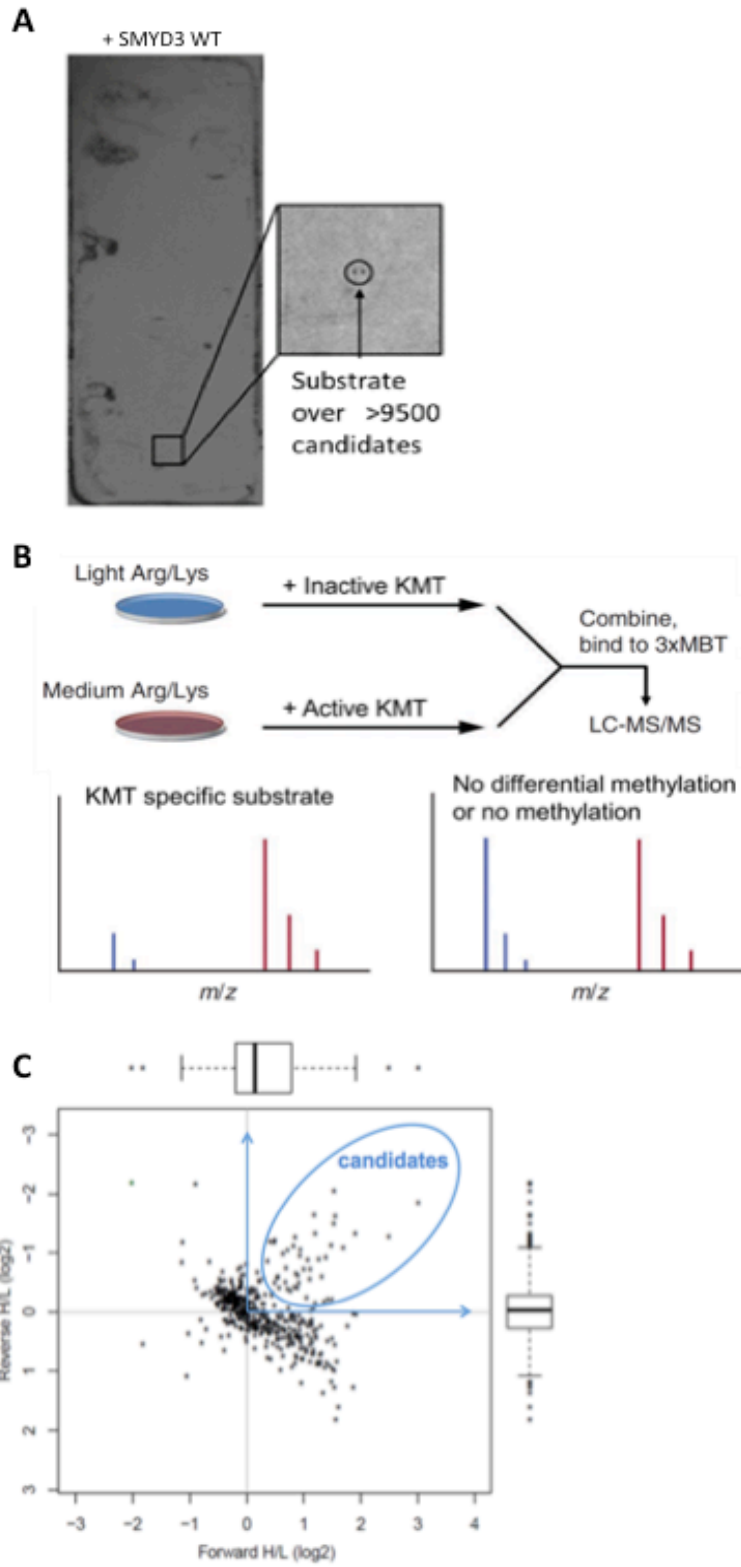 A
+ SMYD3 WT
Substrate
over >9500
candidates
B
Light Arg/Lys
+ Inactive KMT
Combine,
bind to 3xMBT
Medium Arg/Lys
+ Active KMT
LC-MS/MS
KMT specific substrate
No differential methylation
or no methylation
m/z
m/z
C
candidates
Reverse H/L (log2)
-3
-2
-1
0
1
2
3
-3 -2 -1 0 1 2 3 4
Forward H/L (log2)